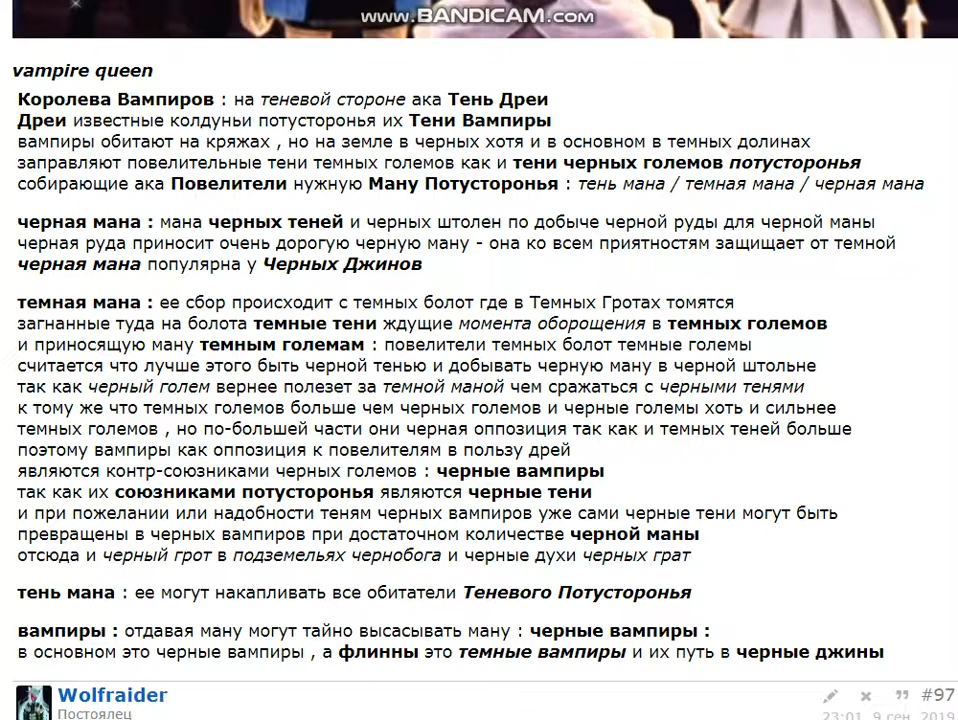 www.BANDICAM.com
vampire queen
Королева Вампиров : на теневой стороне ака Тень Дреи
Дреи известные колдуньи потусторонья их Тени Вампиры
вампиры обитают на кряжах , но на земле в черных хотя и в основном в темных долинах
заправляют повелительные тени темных големов как и тени черных големов потусторонья
собирающие ака Повелители нужную Ману Потусторонья : тень мана / темная мана / черная мана
черная мана : мана черных теней и черных штолен по добыче черной руды для черной маны
черная руда приносит очень дорогую черную ману - она ко всем приятностям защищает от темной
черная мана популярна у Черных Джинов
темная мана : ее сбор происходит с темных болот где в Темных Гротах томятся
загнанные туда на болота темные тени ждущие момента оборощения в темных големов
и приносящую ману темным големам : повелители темных болот темные големы
считается что лучше этого быть черной тенью и добывать черную ману в черной штольне
так как черный голем вернее полезет за темной маной чем сражаться с черными тенями
к тому же что темных големов больше чем черных големов и черные големы хоть и сильнее
темных големов , но по-большей части они черная оппозиция так как и темных теней больше
поэтому вампиры как оппозиция к повелителям в пользу дрей
являются контр-союзниками черных големов : черные вампиры
так как их союзниками потусторонья являются черные тени
и при пожелании или надобности теням черных вампиров уже сами черные тени могут быть
превращены в черных вампиров при достаточном количестве черной маны
отсюда и черный грот в подземельях чернобога и черные духи черных грат
тень мана : ее могут накапливать все обитатели Теневого Потусторонья
вампиры : отдавая ману могут тайно высасывать ману : черные вампиры :
в основном это черные вампиры , а флинны это темные вампиры и их путь в черные джины
Wolfraider
#97
Постоялец
23:01, 9 сен. 2019